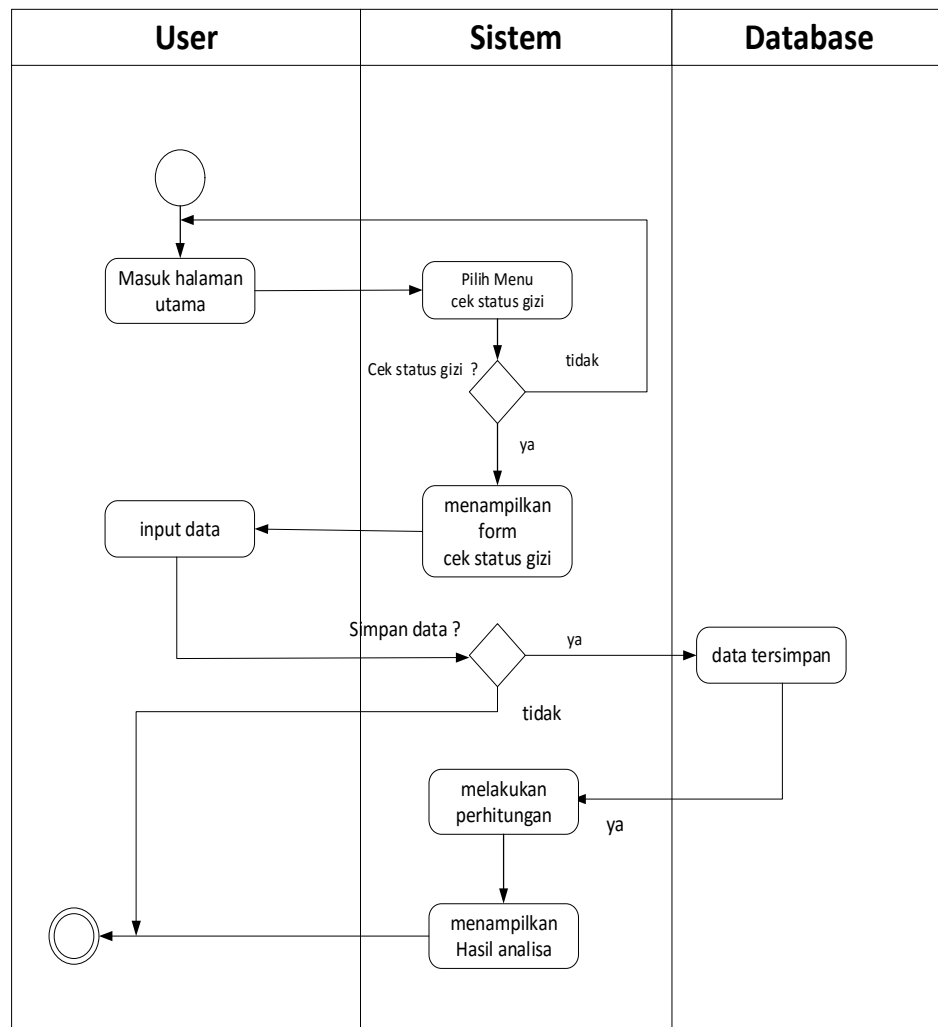 User
Sistem
Database
Masuk halaman
utama
Pilih Menu
cek status gizi
Cek status gizi ?
tidak
ya
menampilkan
form
cek status gizi
input data
Simpan data ?
ya
data tersimpan
tidak
melakukan
perhitungan
ya
menampilkan
Hasil analisa